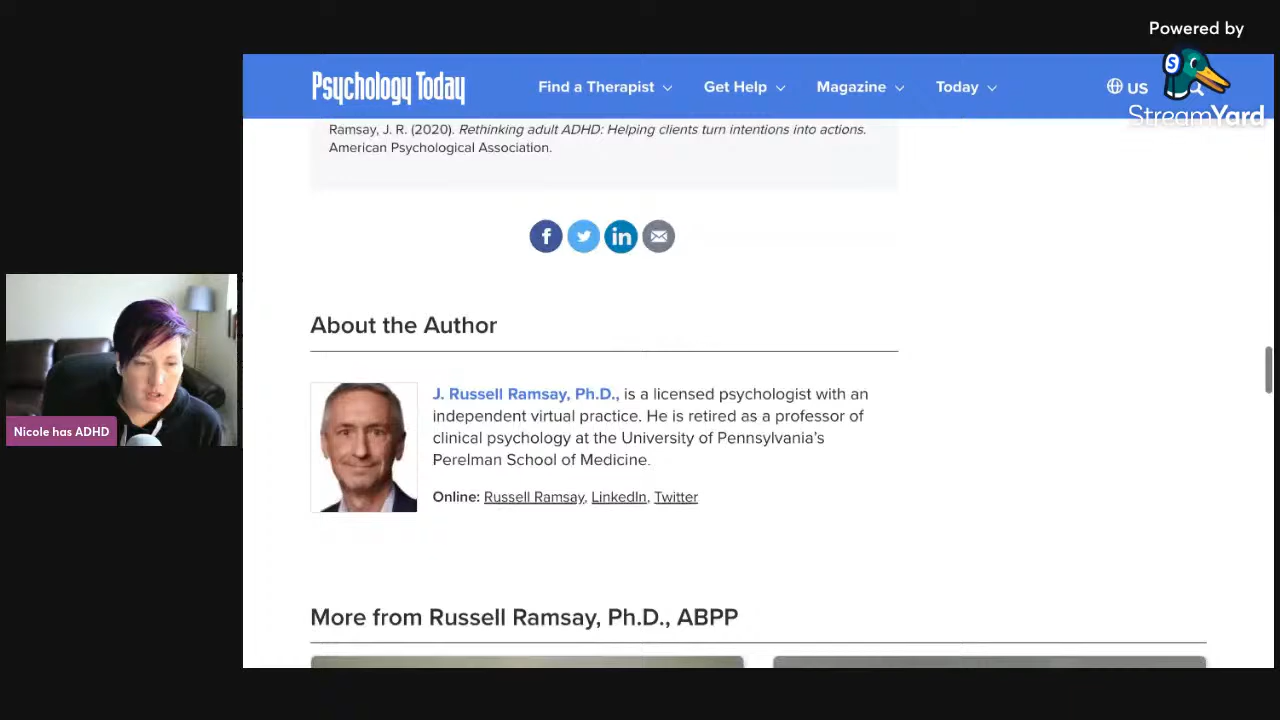 Powered by
StreamYard
Psychology Today
Find a Therapist
Get Help
Magazine
Today
US
Ramsay, J. R. (2020). Rethinking adult ADHD: Helping clients turn intentions into actions.
American Psychological Association.
About the Author
J. Russell Ramsay, Ph.D., is a licensed psychologist with an
independent virtual practice. He is retired as a professor of
clinical psychology at the University of Pennsylvania’s
Perelman School of Medicine.
Online: Russell Ramsay, LinkedIn, Twitter
Nicole has ADHD
More from Russell Ramsay, Ph.D., ABPP